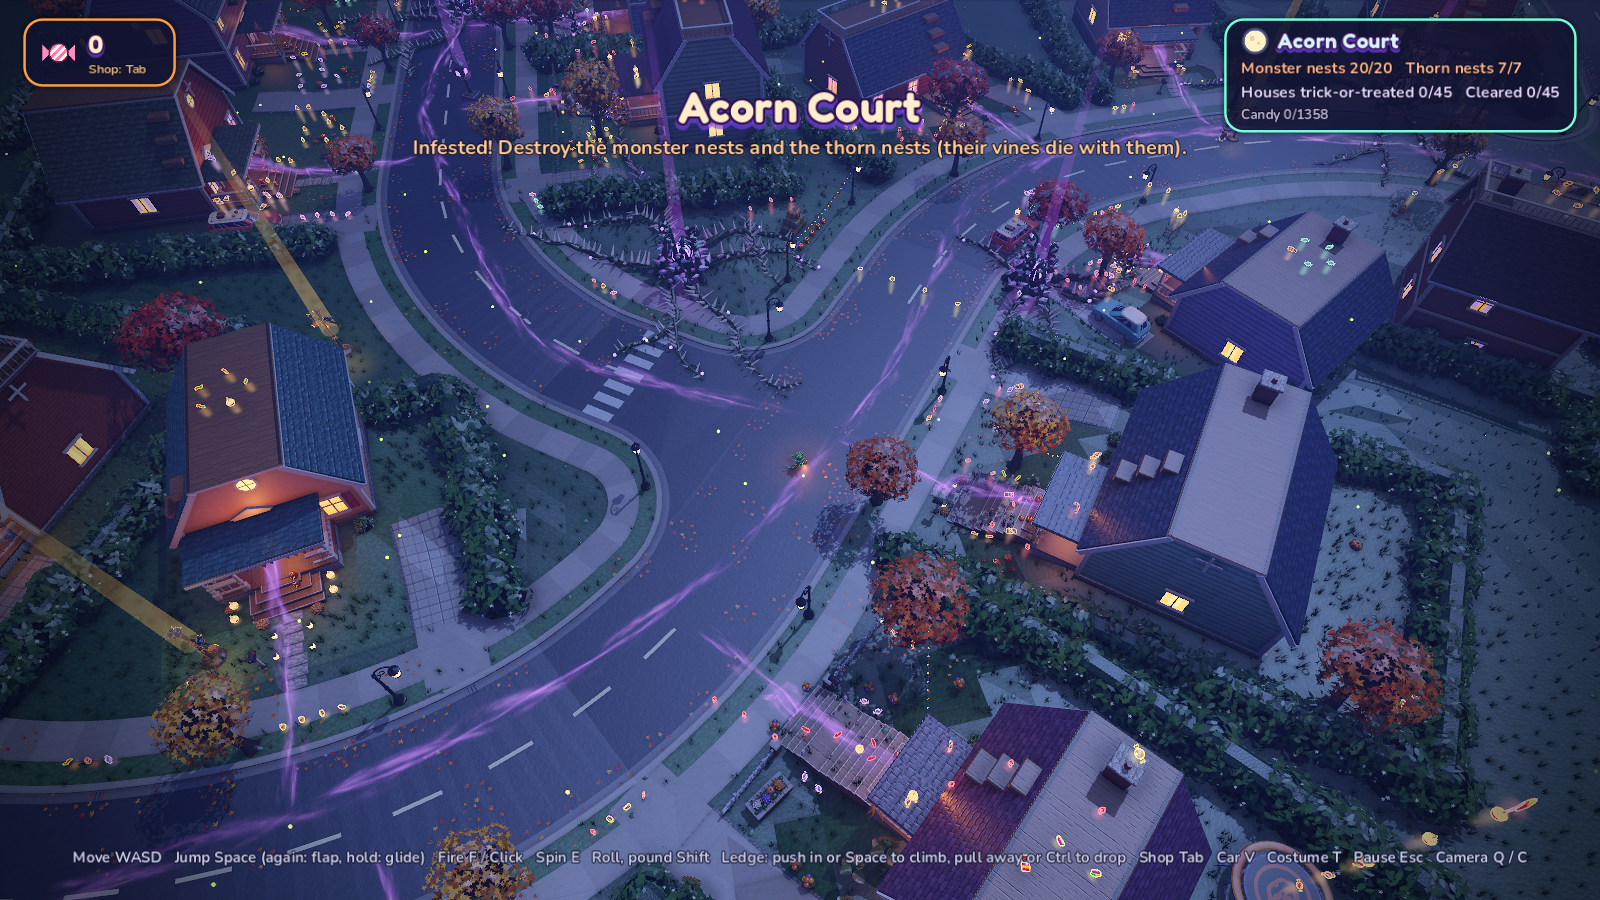 0
Shop: Tab
Acorn Court
Monster nests 20/20 Thorn nests 7/7
Houses trick-or-treated 0/45 Cleared 0/45
Candy 0/1358
Acorn Court
Infested! Destroy the monster nests and the thorn nests (their vines die with them).
Move WASD Jump Space (again: flap, hold: glide) Fire F / Click Spin E Roll, pound Shift Ledge: push in or Space to climb, pull away or Ctrl to drop Shop Tab Car V Costume T Pause Esc Camera Q / C